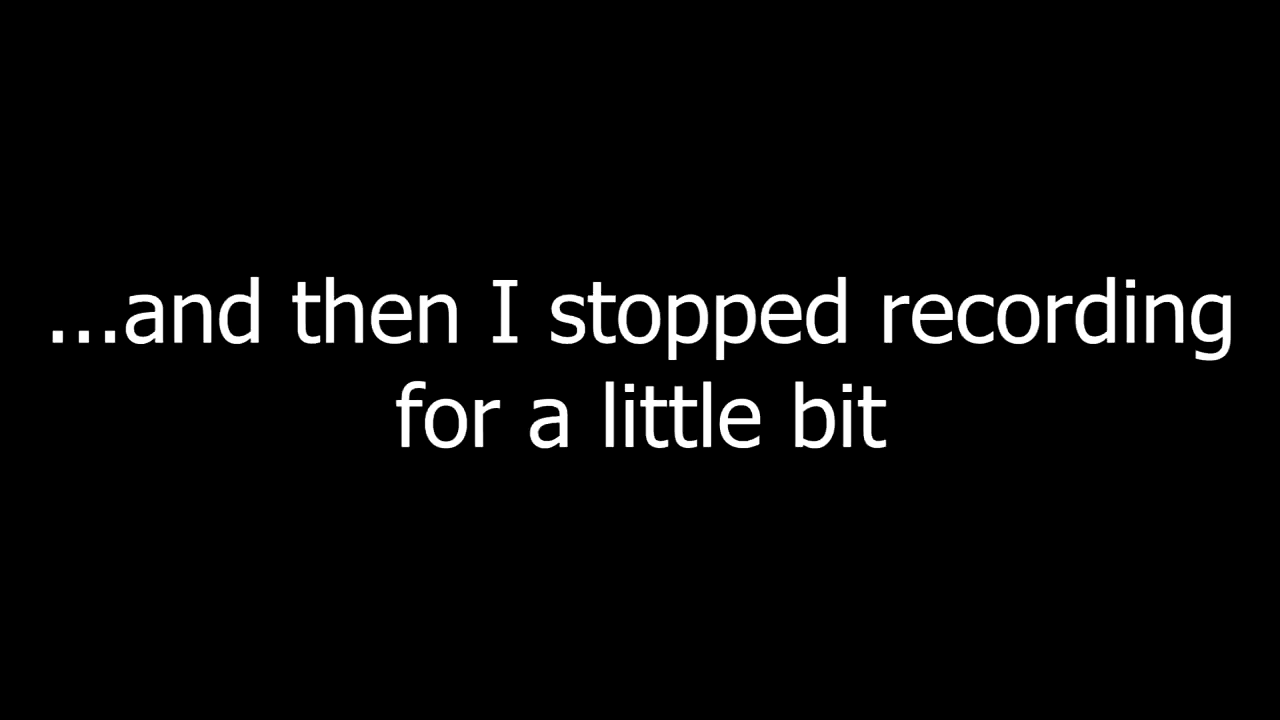 ...and then I stopped recording
for a little bit